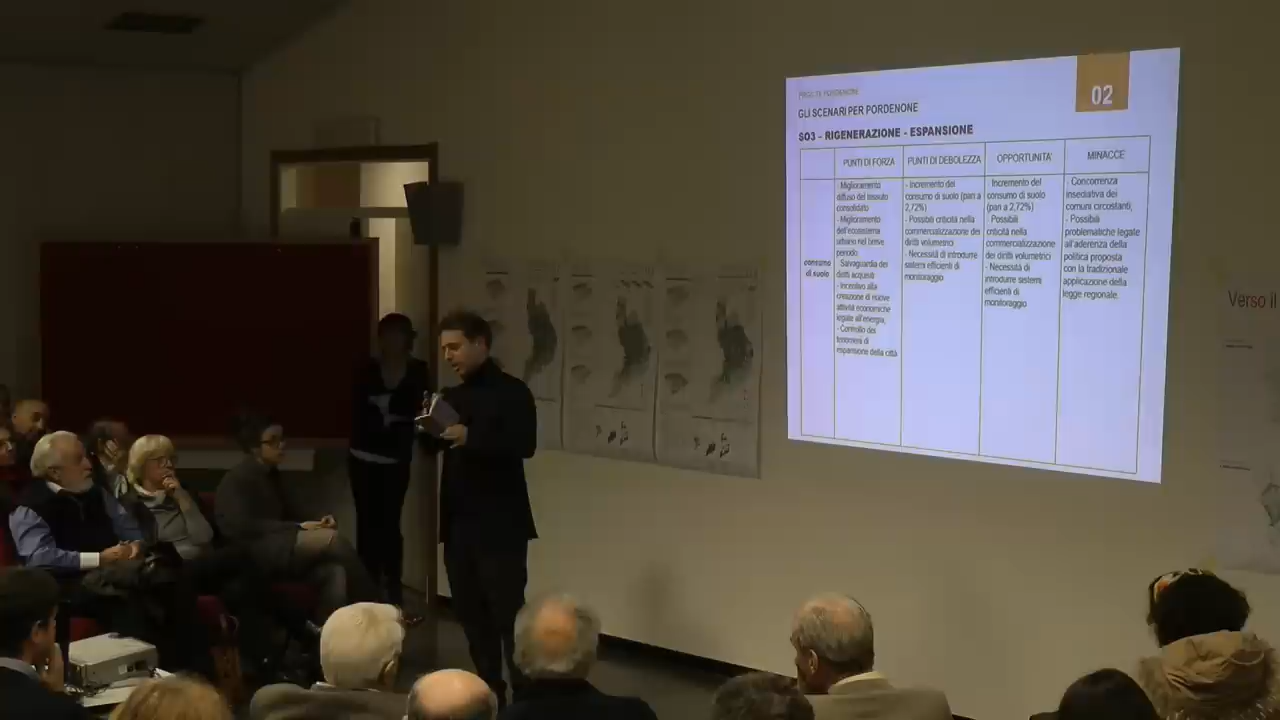 02
PROGETTO PORDENONE
GLI SCENARI PER PORDENONE
SO3 - RIGENERAZIONE - ESPANSIONE
PUNTI DI FORZA
PUNTI DI DEBOLEZZA
OPPORTUNITA'
MINACCE
consumo
di suolo
- Miglioramento
diffuso del tessuto
consolidato
- Miglioramento
dell'ecosistema
urbano nel breve
periodo
- Salvaguardia dei
diritti acquisiti
- Incentivo alla
creazione di nuove
attività economiche
legate all'energia;
- Controllo dei
fenomeni di
espansione della città
- Incremento del
consumo di suolo (pari a
2,72%)
- Possibili criticità nella
commercializzazione dei
diritti volumetrici
- Necessità di introdurre
sistemi efficienti di
monitoraggio
- Incremento del
consumo di suolo
(pari a 2,72%)
- Possibili
criticità nella
commercializzazione
dei diritti volumetrici
- Necessità di
introdurre sistemi
efficienti di
monitoraggio
- Concorrenza
insediativa dei
comuni circostanti;
- Possibili
problematiche legate
all'aderenza della
politica proposta
con la tradizionale
applicazione della
legge regionale.
Verso il